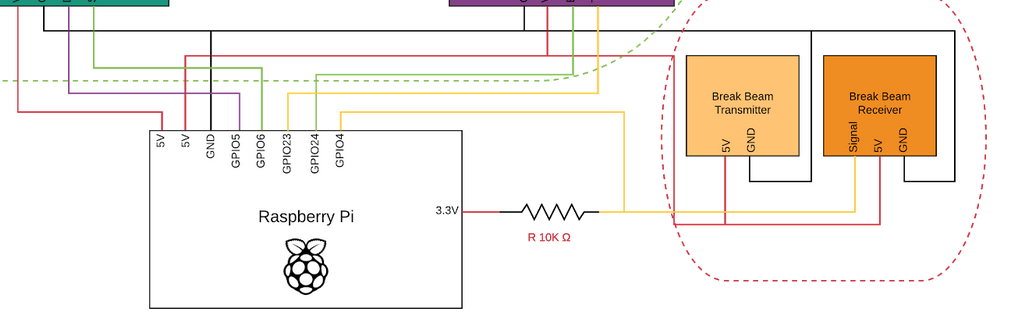 5V
5V
GND
GPIO5
GPIO6
GPIO23
GPIO24
GPIO4
3.3V
Raspberry Pi
R 10K Ω
Break Beam
Transmitter
5V
GND
Break Beam
Receiver
Signal
5V
GND